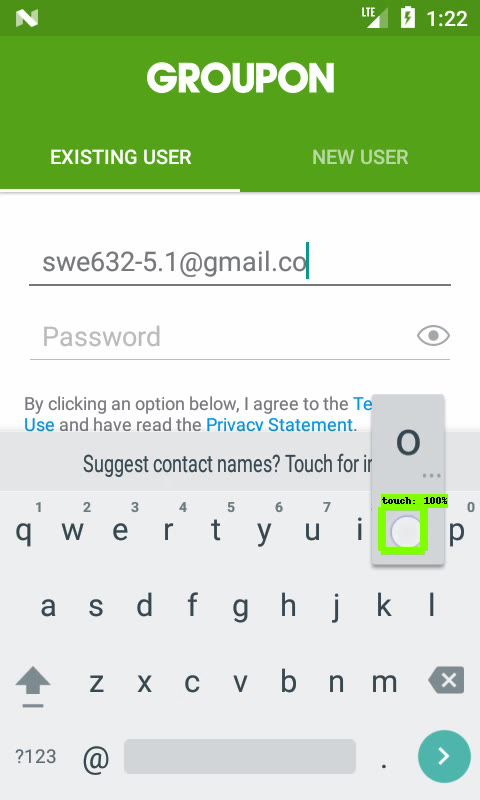 LTE 1:22
GROUPON
EXISTING USER NEW USER
swe632-5.1@gmail.co
Password
By clicking an option below, I agree to the Te
Use and have read the Privacy Statement.
Suggest contact names? Touch for in
O
...
touch: 100%
1 2 3 4 5 6 7 0
q w e r t y u i p
a s d f g h j k l
z x c v b n m
?123 @ .